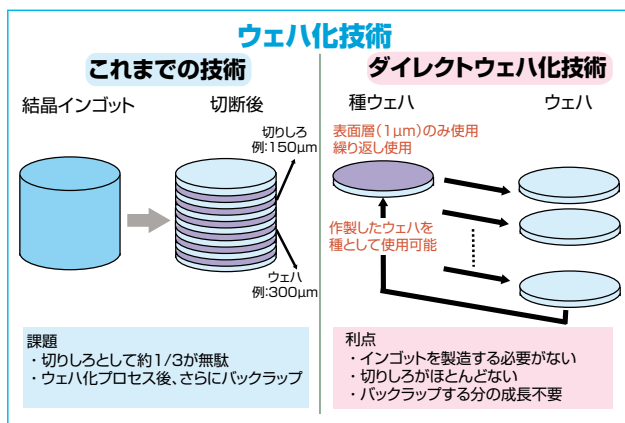 ウェハ化技術
これまでの技術
結晶インゴット
切断後
切りしろ
例:150μm
ウェハ
例:300μm
課題
・切りしろとして約1/3が無駄
・ウェハ化プロセス後、さらにバックラップ
ダイレクトウェハ化技術
種ウェハ
ウェハ
表面層(1μm)のみ使用
繰り返し使用
作製したウェハを
種として使用可能
利点
・インゴットを製造する必要がない
・切りしろがほとんどない
・バックラップする分の成長不要